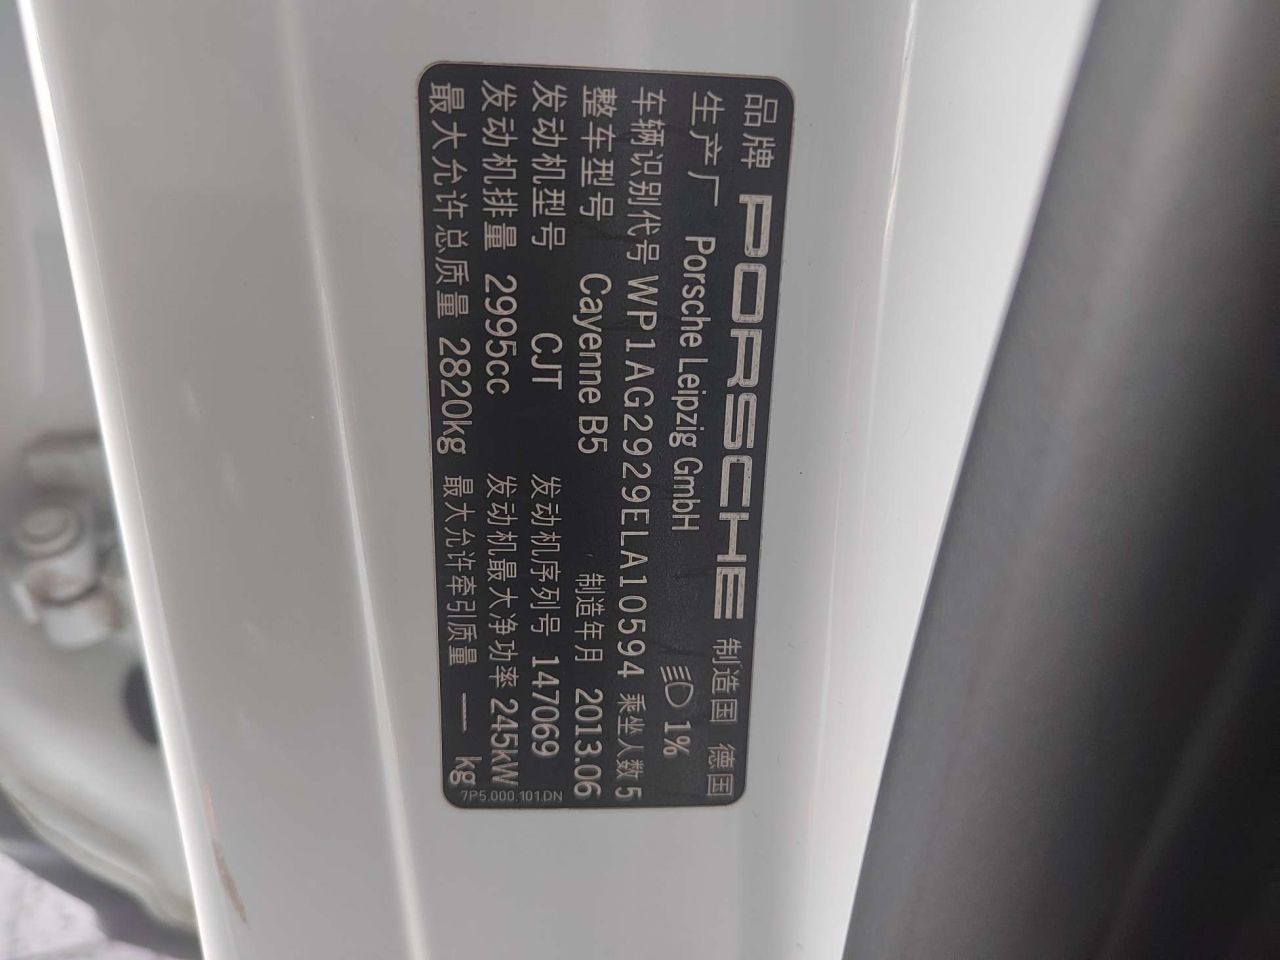 品牌 PORSCHE 制造国 德国
生产厂 Porsche Leipzig GmbH 1%
车辆识别代号 WP1AG2929ELA10594 乘坐人数 5
整车型号 Cayenne B5 制造年月 2013.06
发动机型号 CJT 发动机序列号 147069
发动机排量 2995cc 发动机最大净功率 245kW
最大允许总质量 2820kg 最大允许牵引质量 — kg
7P5.000.101.DN